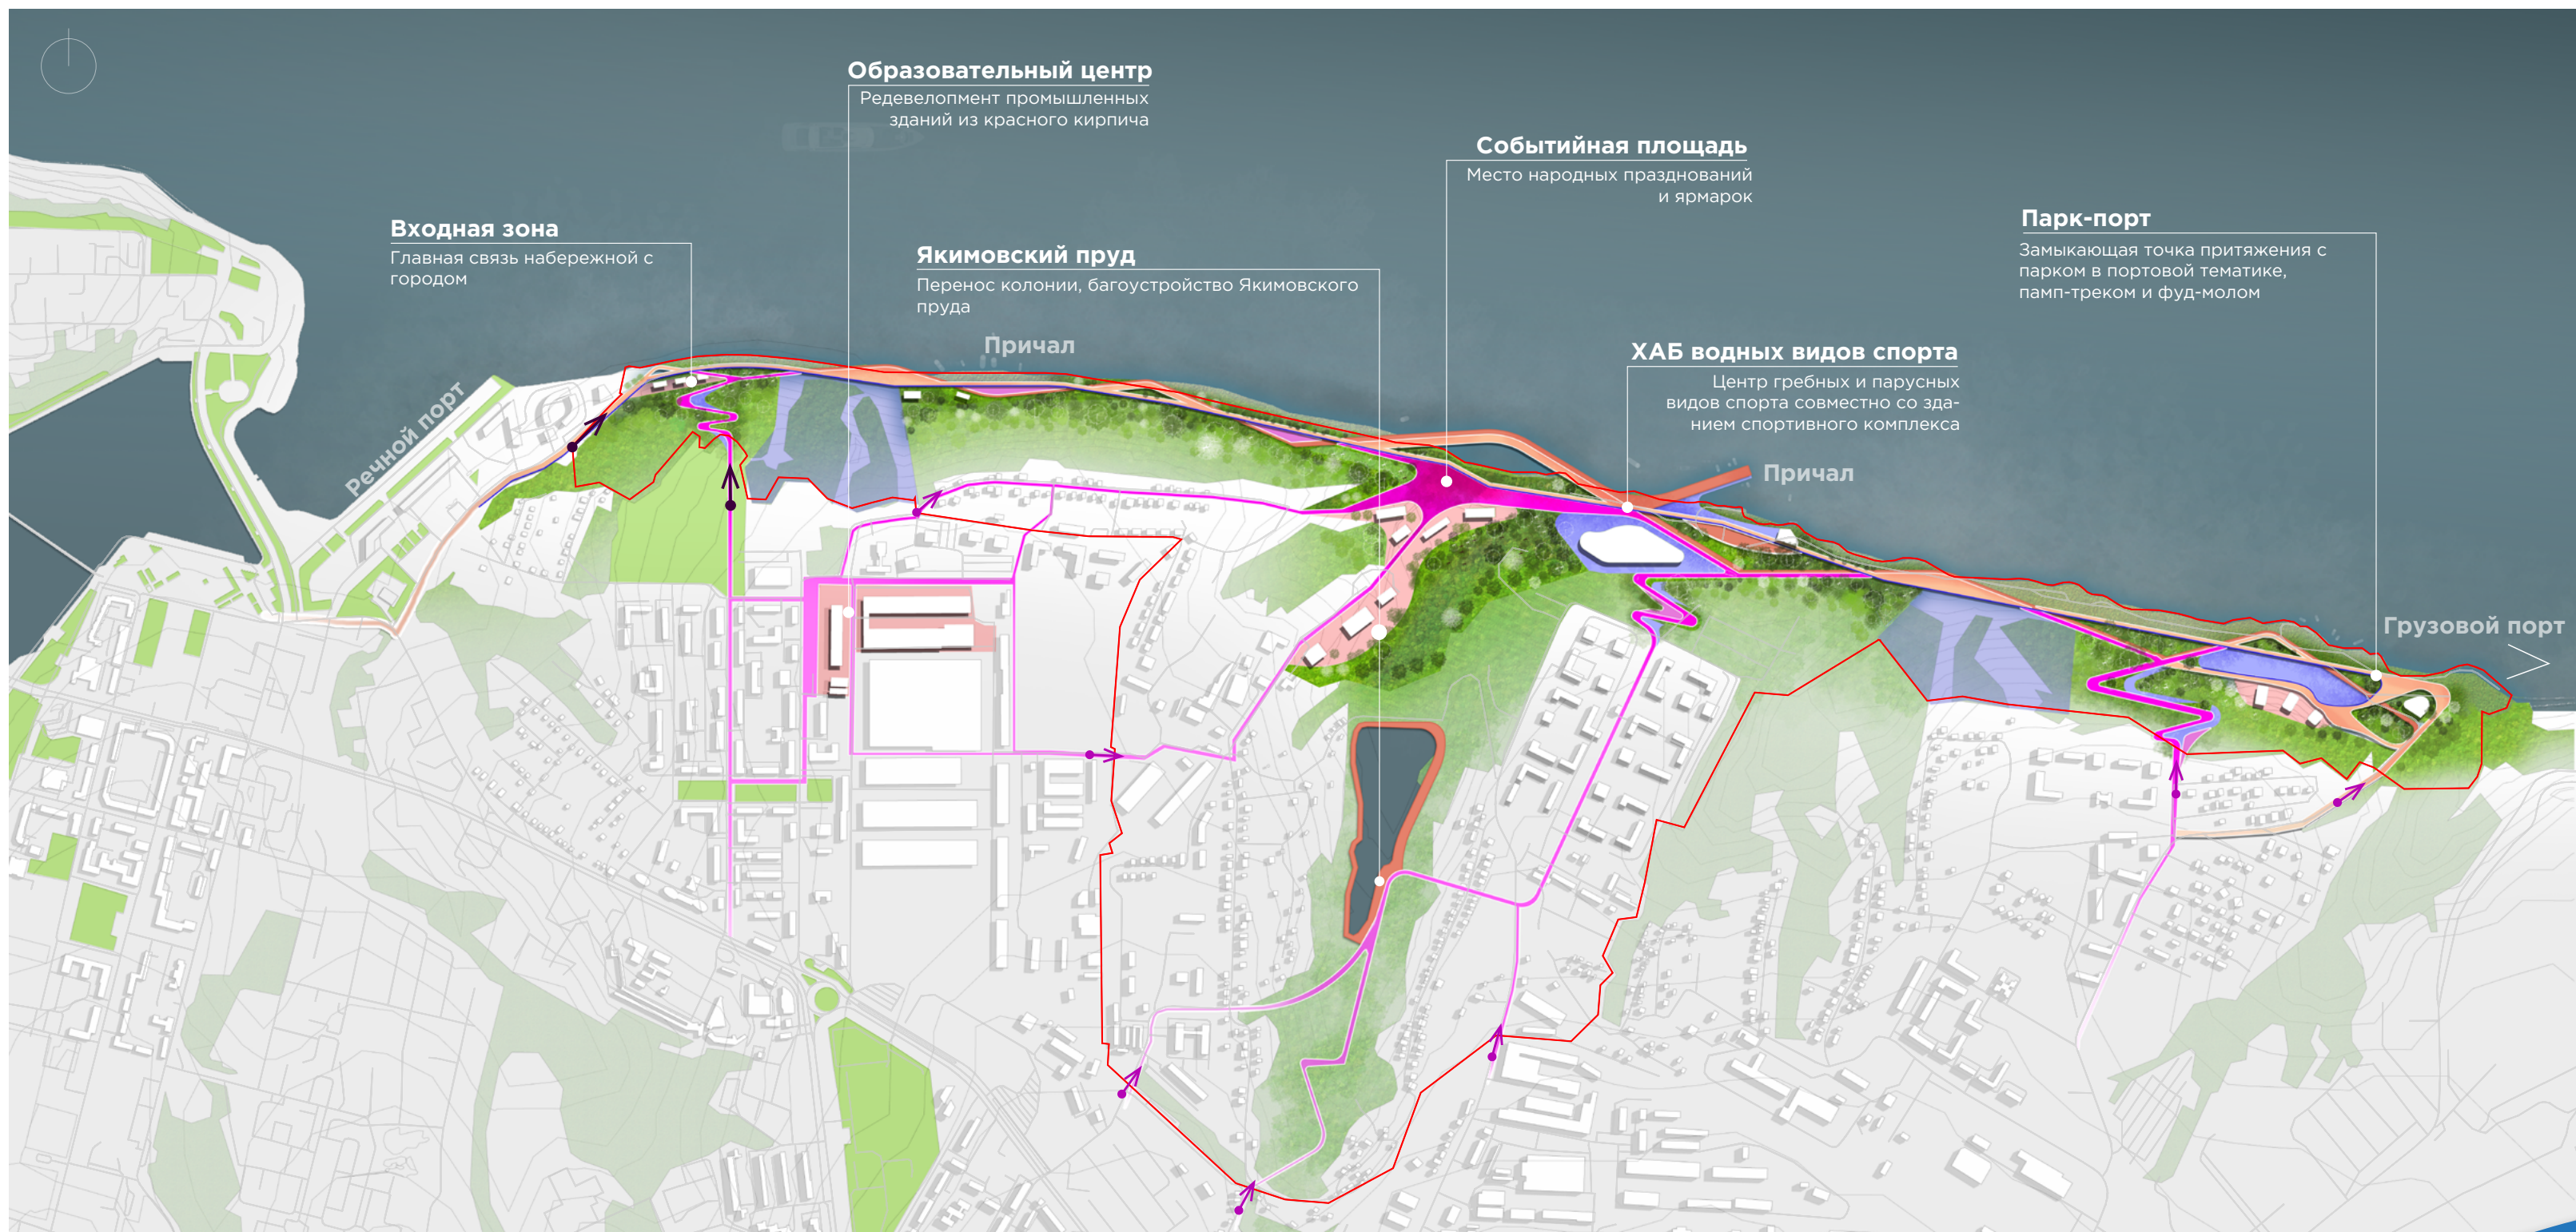 Образовательный центр
Редевелопмент промышленных
зданий из красного кирпича
Событийная площадь
Место народных празднований
и ярмарок
Входная зона
Главная связь набережной с
городом
Якимовский пруд
Перенос колонии, багоустройство Якимовского
пруда
Парк-порт
Замыкающая точка притяжения с
парком в портовой тематике,
памп-треком и фуд-молом
Причал
ХАБ водных видов спорта
Центр гребных и парусных
видов спорта совместно со зда-
нием спортивного комплекса
Речной порт
Причал
Грузовой порт